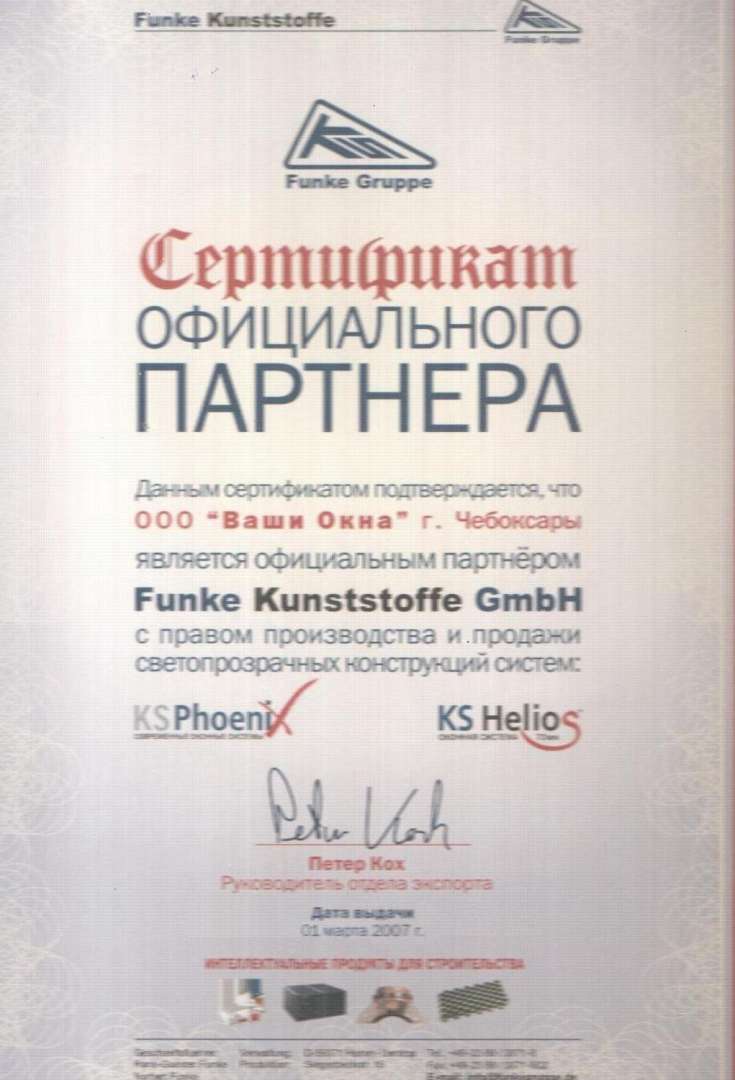 Funke Kunststoffe
Funke Gruppe
Funke Gruppe
Сертификат
ОФИЦИАЛЬНОГО
ПАРТНЕРА
Данным сертификатом подтверждается, что
ООО "Ваши Окна" г. Чебоксары
является официальным партнёром
Funke Kunststoffe GmbH
с правом производства и продажи
светопрозрачных конструкций систем:
KS Phoenix
KS Helios
Peter Koch
Петер Кох
Руководитель отдела экспорта
Дата выдачи
01 марта 2007 г.
ИНТЕЛЛЕКТУАЛЬНЫЕ ПРОДУКТЫ ДЛЯ СТРОИТЕЛЬСТВА